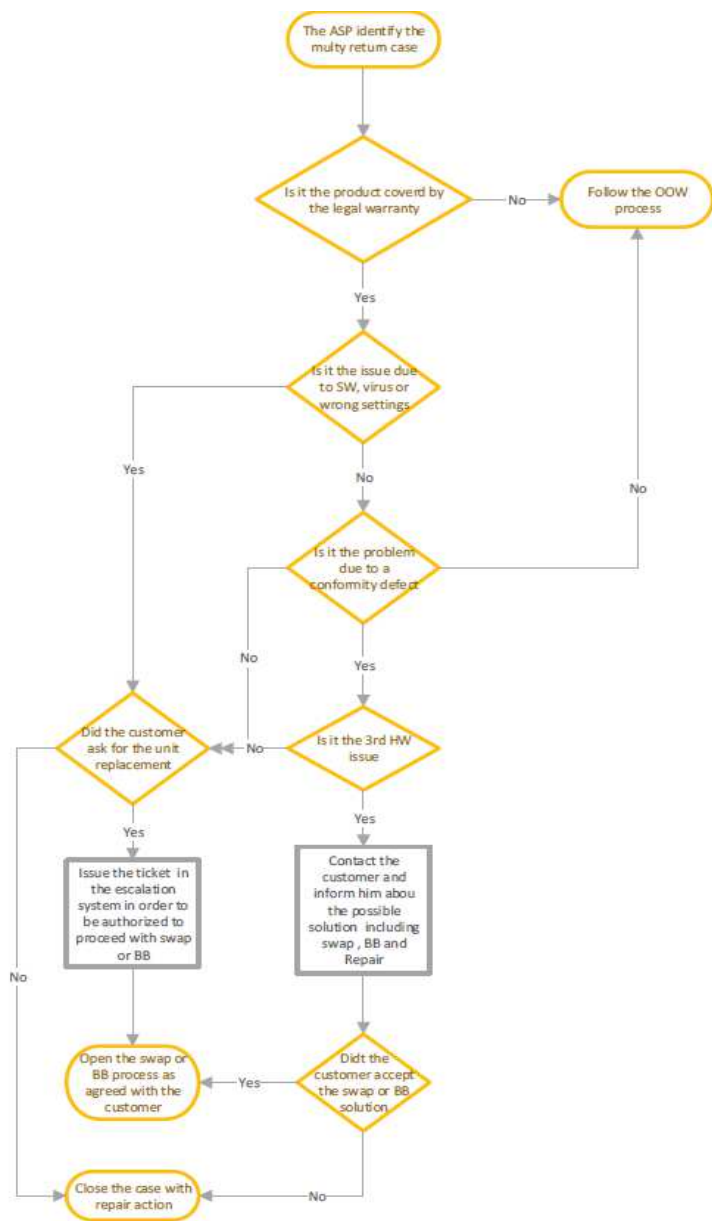 The ASP identify the
multy return case
Is it the product coverd by
the legal warranty
No
Follow the OOW
process
Yes
Is it the issue due
to SW, virus or
wrong settings
Yes
No
No
Is it the problem
due to a
conformity defect
No
Yes
Did the customer
ask for the unit
replacement
No
Is it the 3rd HW
issue
Yes
Yes
Issue the ticket in
the escalation
system in order to
be authorized to
proceed with swap
or BB
Contact the
customer and
inform him abou
the possible
solution including
swap , BB and
Repair
No
Open the swap or
BB process as
agreed with the
customer
Yes
Didt the
customer accept
the swap or BB
solution
Close the case with
repair action
No